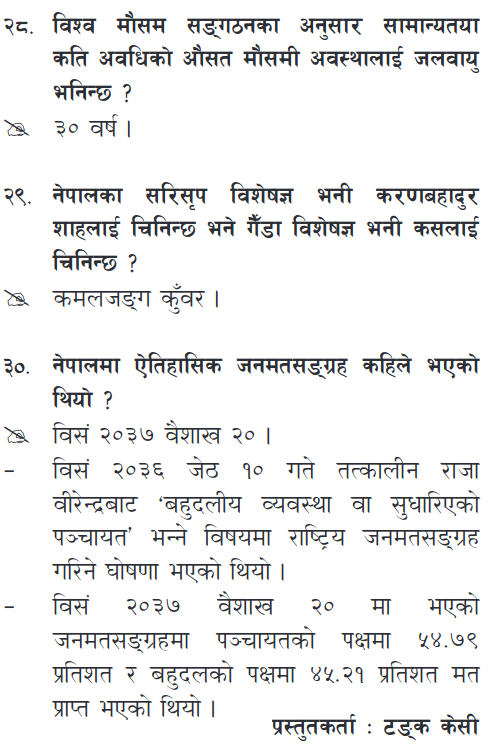 २८. विश्व मौसम सङ्गठनका अनुसार सामान्यतया
कति अवधिको औसत मौसमी अवस्थालाई जलवायु
भनिन्छ ?
३० वर्ष ।
२९. नेपालका सरिसृप विशेषज्ञ भनी करणबहादुर
शाहलाई चिनिन्छ भने गैँडा विशेषज्ञ भनी कसलाई
चिनिन्छ ?
कमलजङ्ग कुँवर ।
३०. नेपालमा ऐतिहासिक जनमतसङ्ग्रह कहिले भएको
थियो ?
विसं २०३७ वैशाख २० ।
– विसं २०३६ जेठ १० गते तत्कालीन राजा
वीरेन्द्रबाट ‘बहुदलीय व्यवस्था वा सुधारिएको
पञ्चायत’ भन्ने विषयमा राष्ट्रिय जनमतसङ्ग्रह
गरिने घोषणा भएको थियो ।
– विसं २०३७ वैशाख २० मा भएको
जनमतसङ्ग्रहमा पञ्चायतको पक्षमा ५४.७९
प्रतिशत र बहुदलको पक्षमा ४५.२१ प्रतिशत मत
प्राप्त भएको थियो ।
प्रस्तुतकर्ता : टङ्क केसी